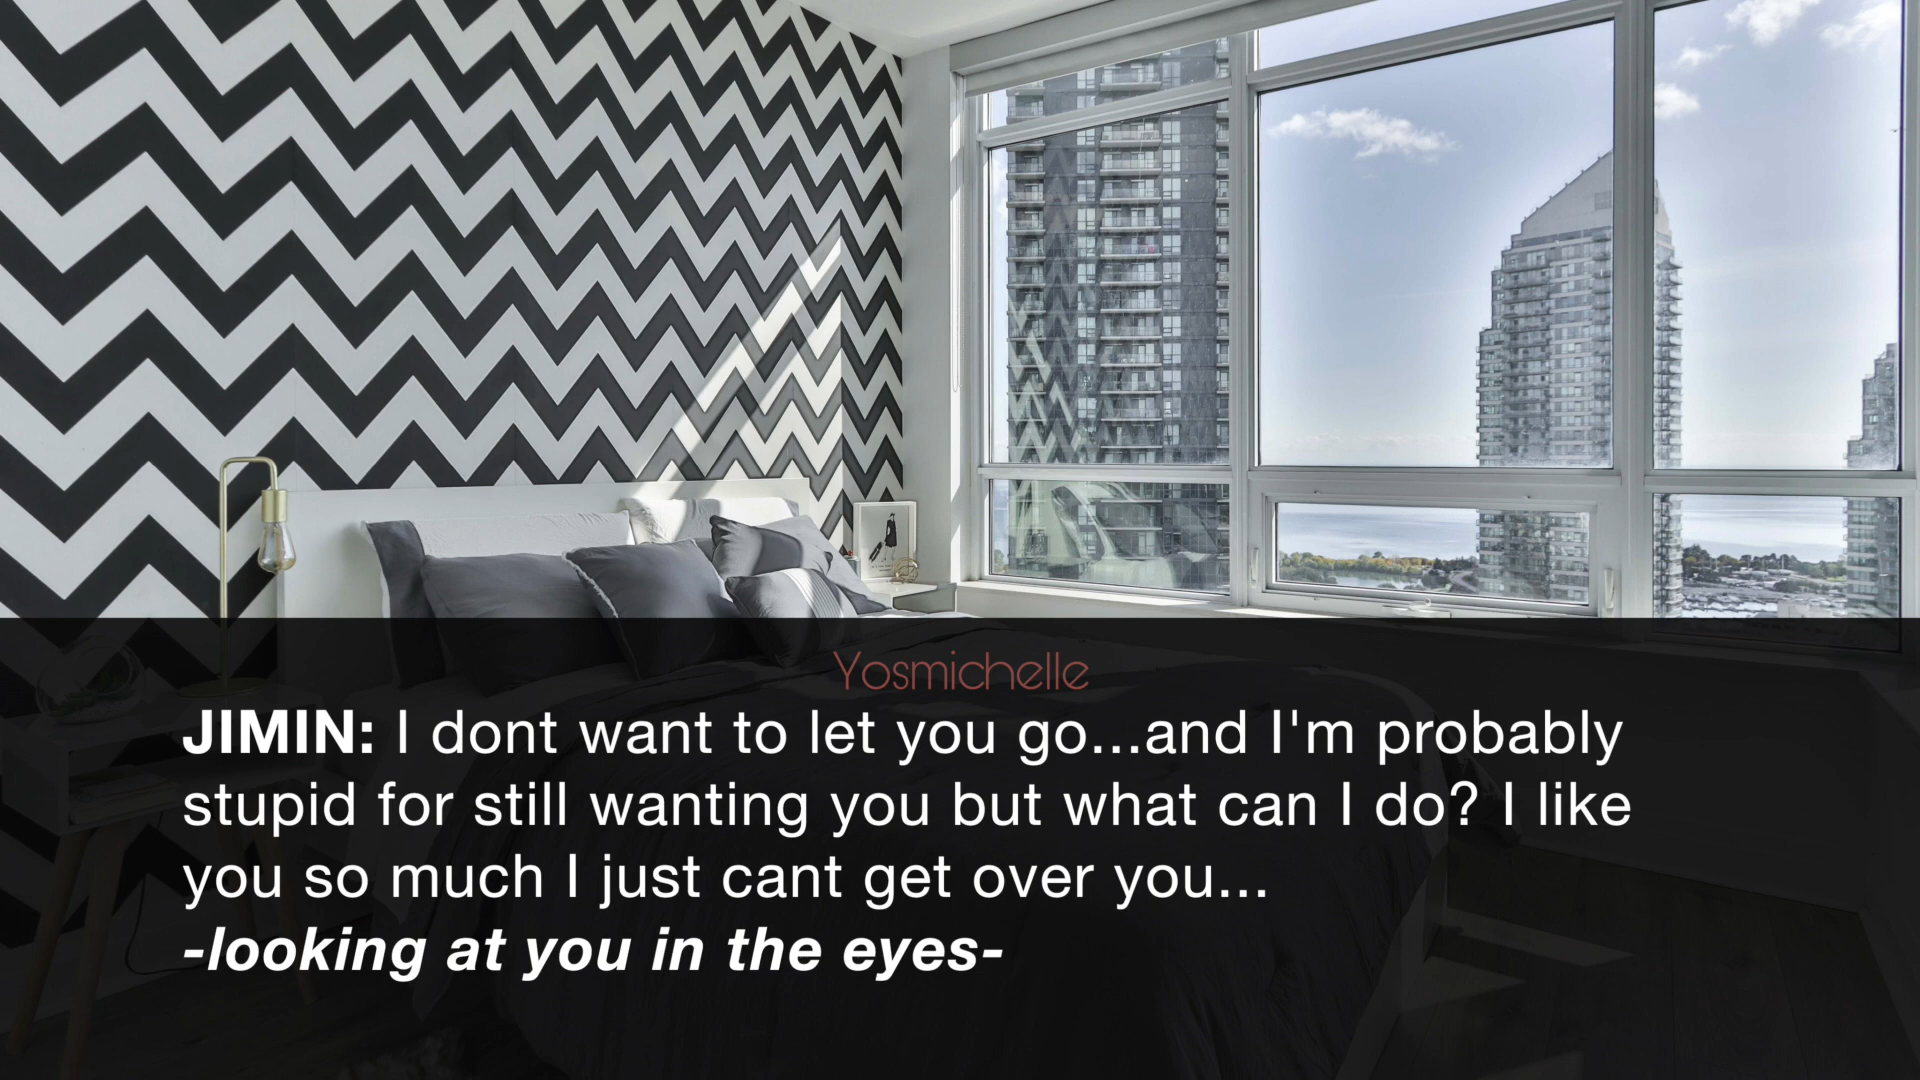 Yosmichelle
JIMIN: I dont want to let you go...and I'm probably
stupid for still wanting you but what can I do? I like
you so much I just cant get over you...
-looking at you in the eyes-